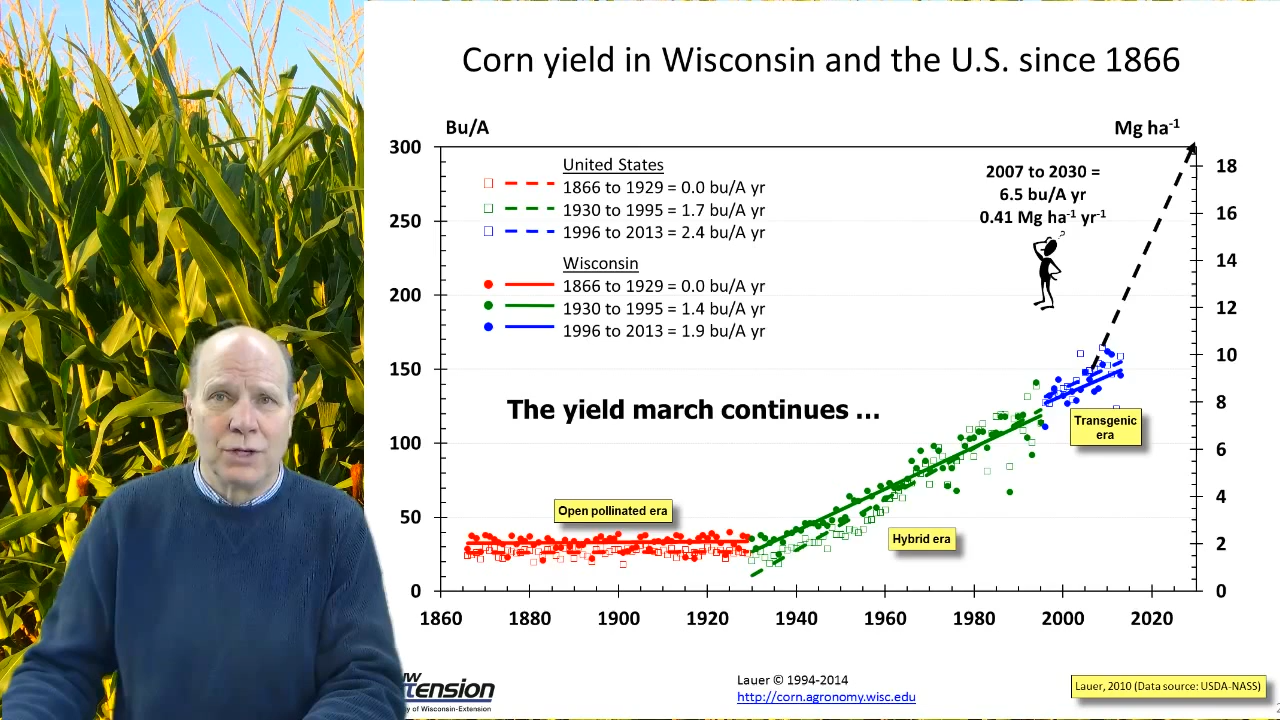 Corn yield in Wisconsin and the U.S. since 1866
Bu/A
Mg ha-1
300
250
200
150
100
50
0
18
16
14
12
10
8
6
4
2
0
United States
1866 to 1929 = 0.0 bu/A yr
1930 to 1995 = 1.7 bu/A yr
1996 to 2013 = 2.4 bu/A yr
Wisconsin
1866 to 1929 = 0.0 bu/A yr
1930 to 1995 = 1.4 bu/A yr
1996 to 2013 = 1.9 bu/A yr
2007 to 2030 =
6.5 bu/A yr
0.41 Mg ha-1 yr-1
?
The yield march continues …
Transgenic
era
Open pollinated era
Hybrid era
1860 1880 1900 1920 1940 1960 1980 2000 2020
UW
tension
y of Wisconsin-Extension
Lauer © 1994-2014
http://corn.agronomy.wisc.edu
Lauer, 2010 (Data source: USDA-NASS)